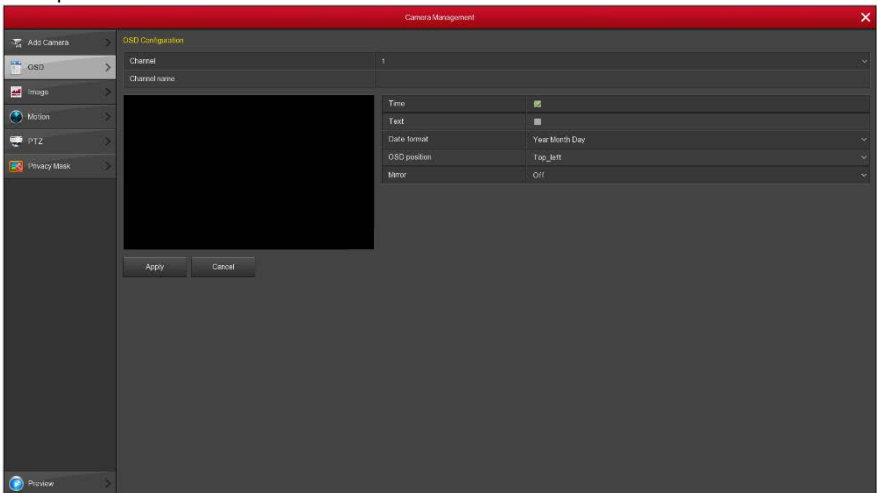 Camera Management
Add Camera
OSD
Image
Motion
PTZ
Privacy Mask
Preview
OSD Configuration
Channel 1
Channel name
Time
Text
Date format Year Month Day
OSD position Top_left
Mirror Off
Apply Cancel